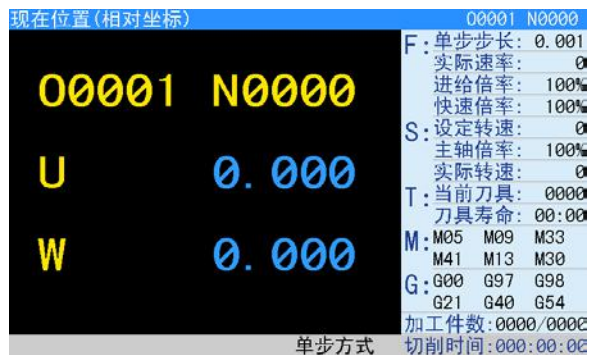 现在位置(相对坐标) O0001 N0000
O0001 N0000
U 0.000
W 0.000
F:单步步长: 0.001
实际速率: 0
进给倍率: 100%
快速倍率: 100%
S:设定转速: 0
主轴倍率: 100%
实际转速: 0
T:当前刀具: 0000
刀具寿命: 00:00
M:M05 M09 M33
M41 M13 M30
G:G00 G97 G98
G21 G40 G54
加工件数:0000/0000
单步方式 切削时间:000:00:00